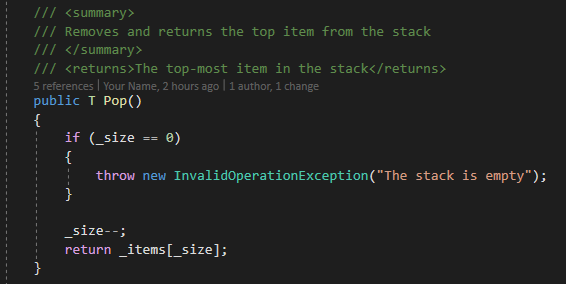 /// <summary>
/// Removes and returns the top item from the stack
/// </summary>
/// <returns>The top-most item in the stack</returns>
5 references | Your Name, 2 hours ago | 1 author, 1 change
public T Pop()
{
    if (_size == 0)
    {
        throw new InvalidOperationException("The stack is empty");
    }

    _size--;
    return _items[_size];
}